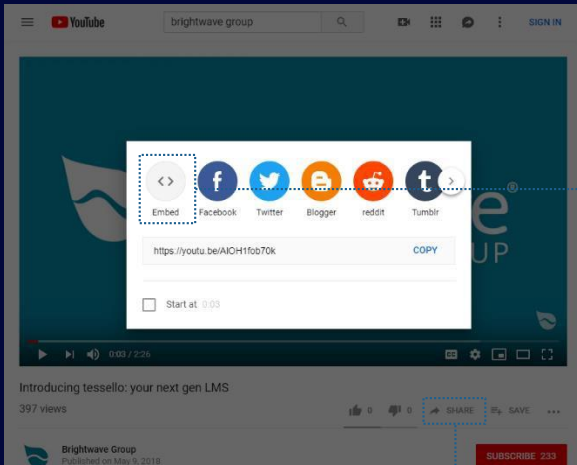 YouTube brightwave group SIGN IN
e®
UP
Embed Facebook Twitter Blogger reddit Tumblr
https://youtu.be/AIOH1fob70k COPY
Start at 0:03
0:03 / 2:26
Introducing tessello: your next gen LMS
397 views 0 0 SHARE SAVE
Brightwave Group SUBSCRIBE 233
Published on May 9, 2018